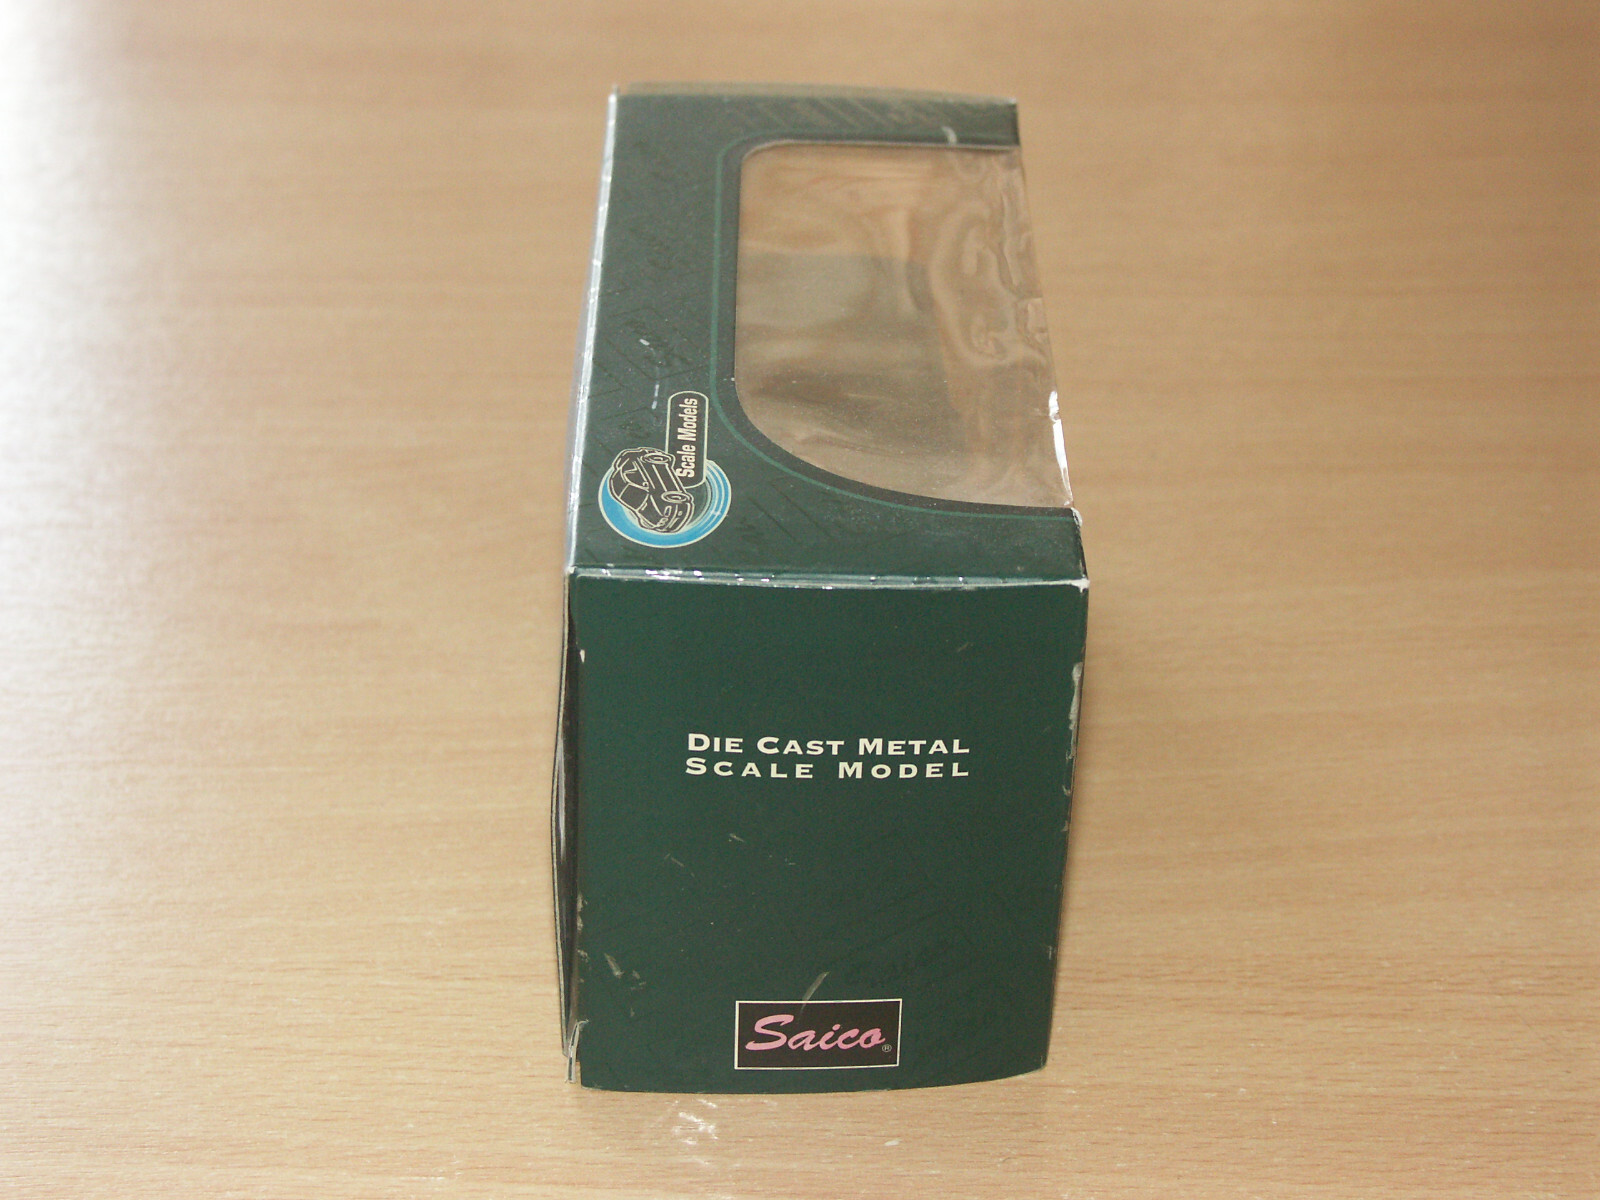 Scale Models
DIE CAST METAL
SCALE MODEL
Saico®